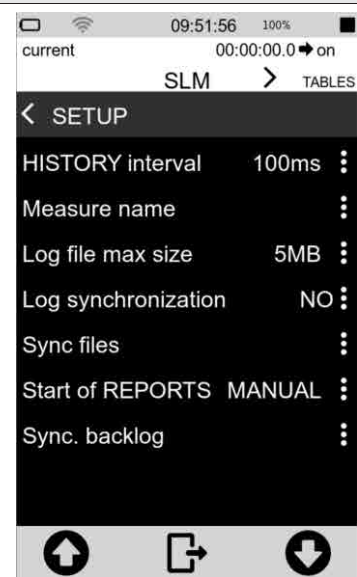 09:51:56 100%
current 00:00:00.0 on
SLM > TABLES
< SETUP
HISTORY interval 100ms
Measure name
Log file max size 5MB
Log synchronization NO
Sync files
Start of REPORTS MANUAL
Sync. backlog